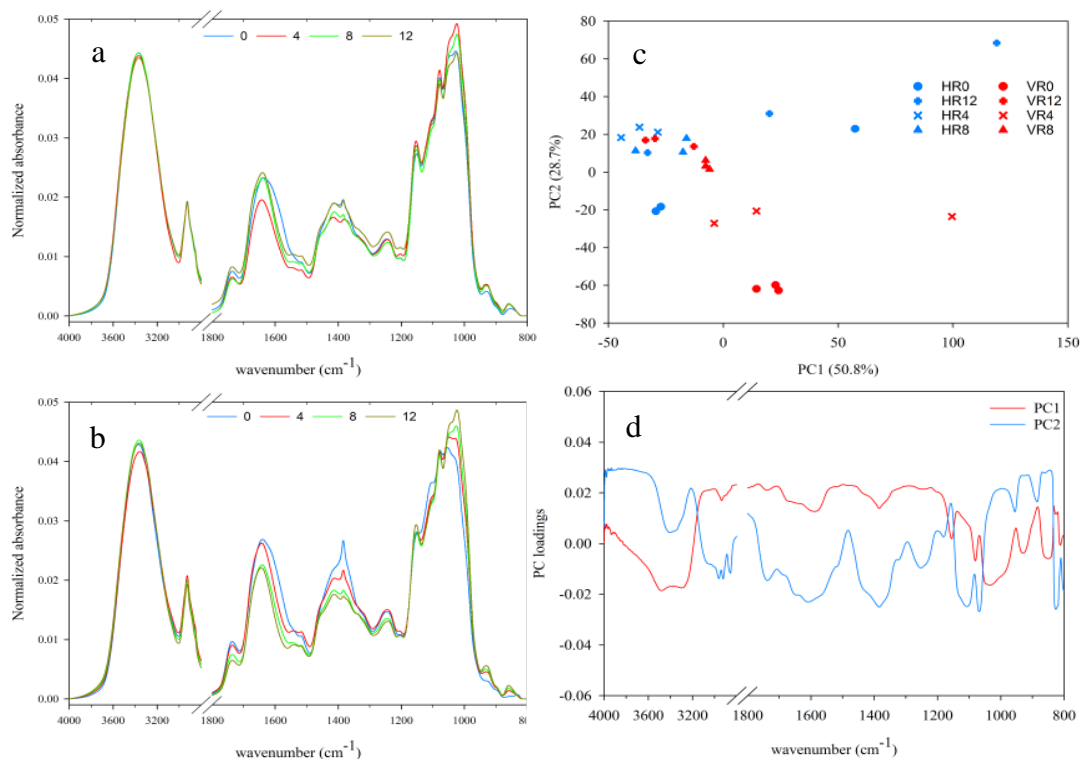 a
0 4 8 12
0.05
0.04
0.03
0.02
0.01
0.00
Normalized absorbance
4000 3600 3200 1800 1600 1400 1200 1000 800
wavenumber (cm-1)
c
HR0 VR0
HR12 VR12
HR4 VR4
HR8 VR8
80
60
40
20
0
-20
-40
-60
-80
PC2 (28.7%)
-50 0 50 100 150
PC1 (50.8%)
b
0 4 8 12
0.05
0.04
0.03
0.02
0.01
0.00
Normalized absorbance
4000 3600 3200 1800 1600 1400 1200 1000 800
wavenumber (cm-1)
d
PC1
PC2
0.06
0.04
0.02
0.00
-0.02
-0.04
-0.06
PC loadings
4000 3600 3200 1800 1600 1400 1200 1000 800
wavenumber (cm-1)